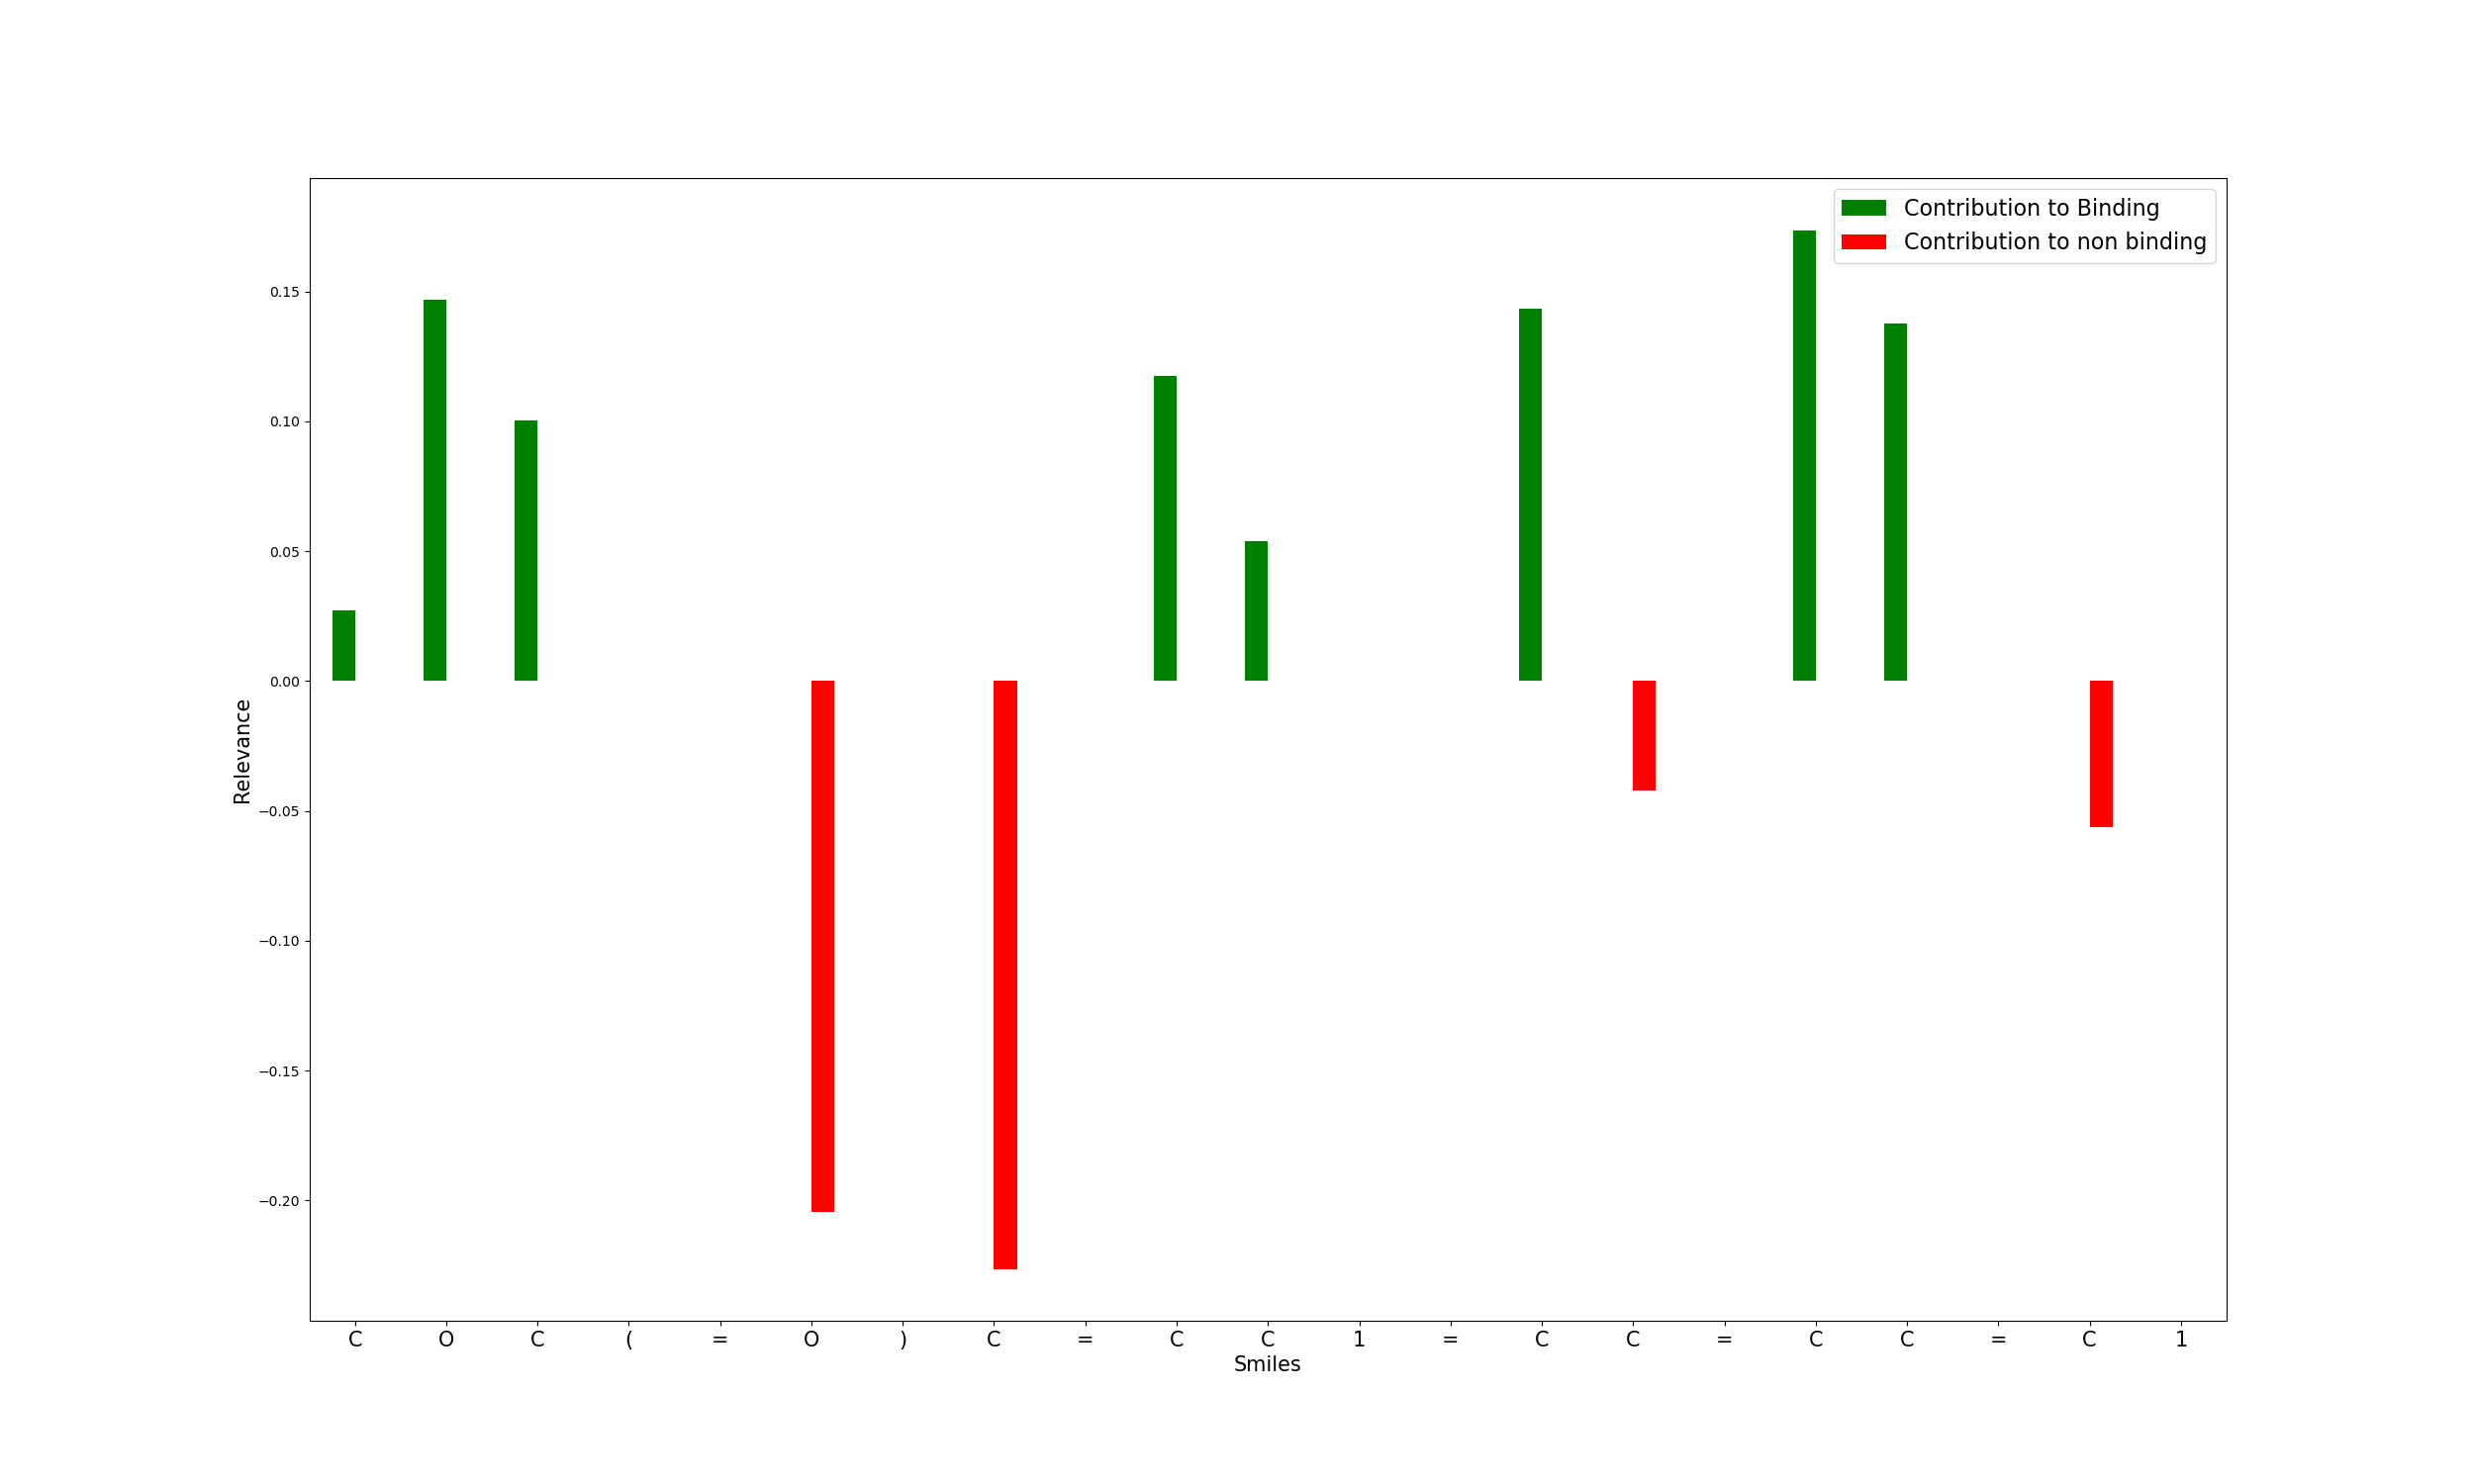 Contribution to Binding
Contribution to non binding
0.15
0.10
0.05
0.00
−0.05
−0.10
−0.15
−0.20
Relevance
C O C ( = O ) C = C C 1 = C C = C C = C 1
Smiles